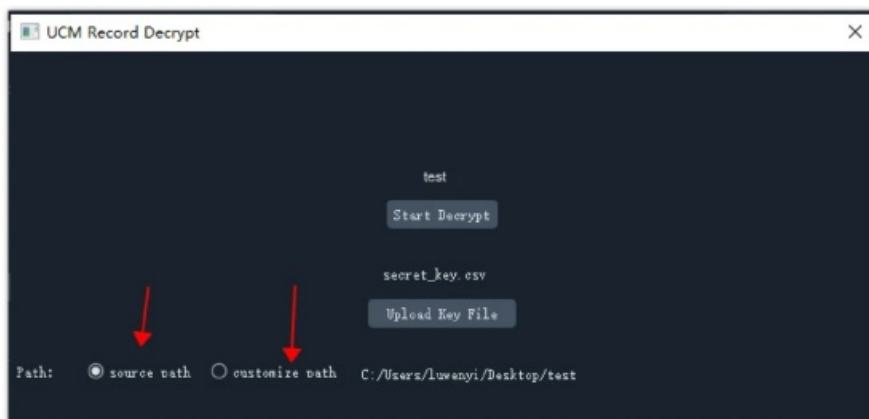 UCM Record Decrypt
test
Start Decrypt
secret_key.csv
Upload Key File
Path: source path customize path C:/Users/luwenyi/Desktop/test